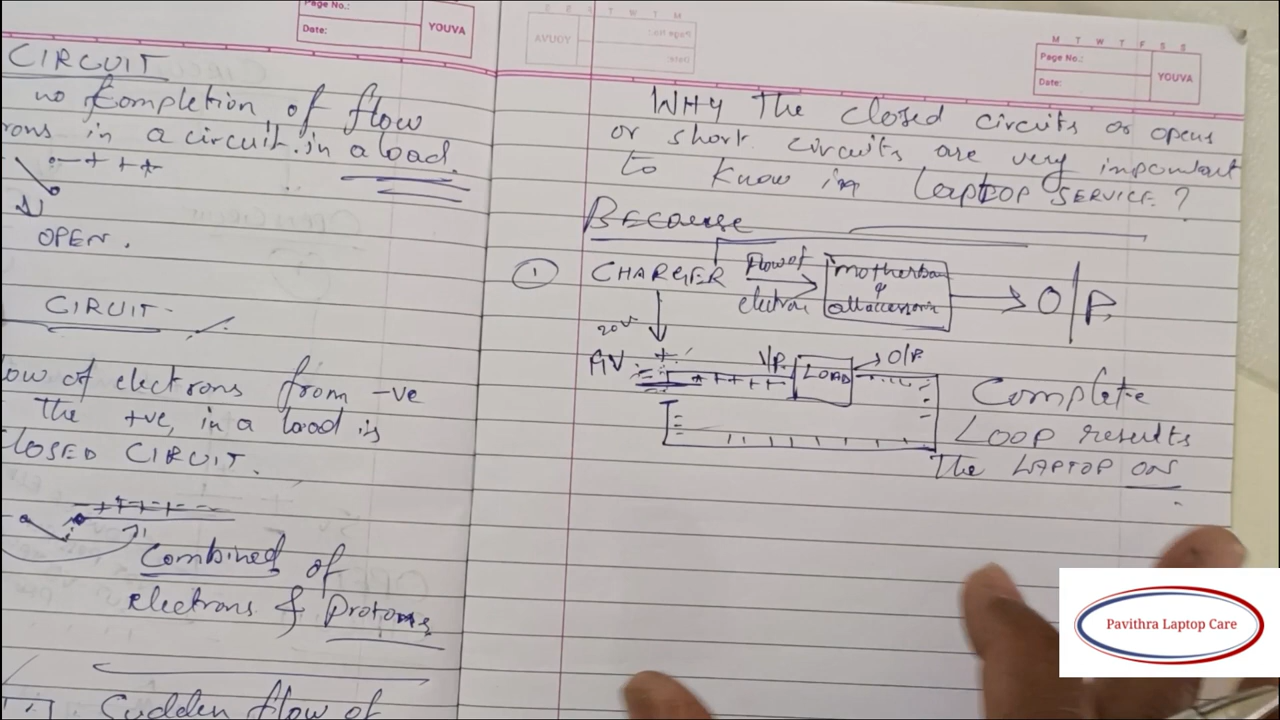 Page No.:
Date:
YOUVA
CIRCUIT
no completion of flow
rons in a circuit. in a load.
OPEN.
CIRCUIT-
low of electrons from -ve
The +ve, in a load is
CLOSED CIRCUIT.
Combined of
electrons & Protons
Sudden flow of
M T W T F S S
Page No.:
Date:
YOUVA
WHY The closed circuits or opens
or short circuits are very important
to know in laptop SERVICE?
BECAUSE
① CHARGER Flow of electron motherboa & all accessories O/P
20V
I/P LOAD O/P
Complete
LOOP results
The LAPTOP ON
Pavithra Laptop Care